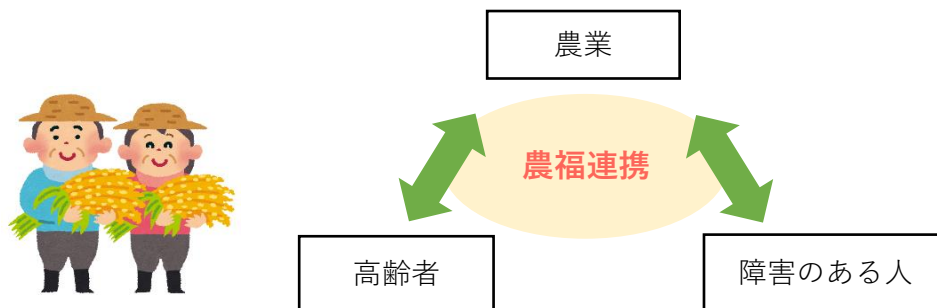 農業
農福連携
高齢者
障害のある人